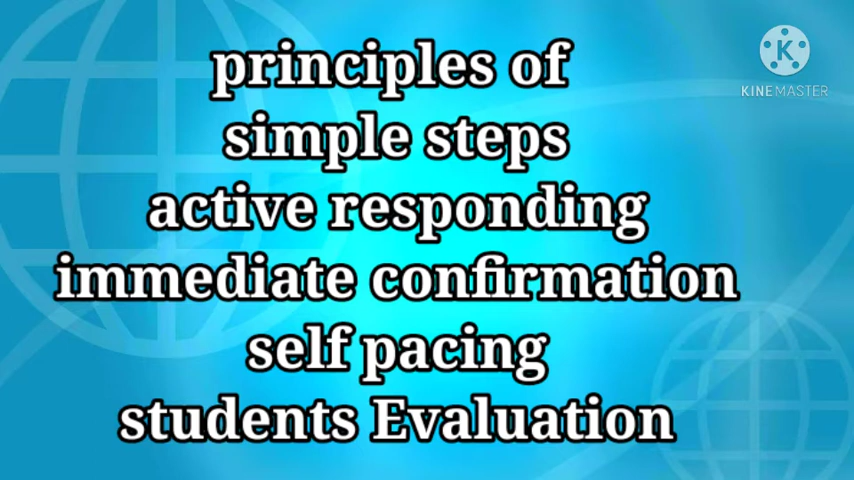 principles of
simple steps
active responding
immediate confirmation
self pacing
students Evaluation
K
KINEMASTER